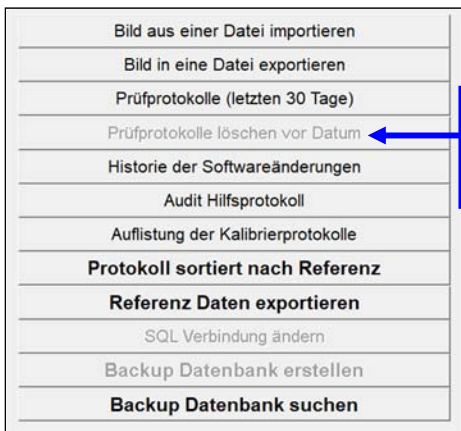 Bild aus einer Datei importieren
Bild in eine Datei exportieren
Prüfprotokolle (letzten 30 Tage)
Prüfprotokolle löschen vor Datum
Historie der Softwareänderungen
Audit Hilfsprotokoll
Auflistung der Kalibrierprotokolle
Protokoll sortiert nach Referenz
Referenz Daten exportieren
SQL Verbindung ändern
Backup Datenbank erstellen
Backup Datenbank suchen